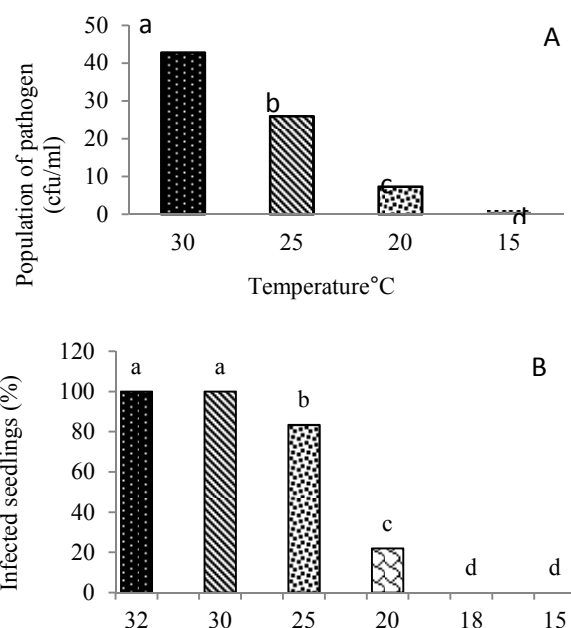 A
Population of pathogen
(cfu/ml)
50
40
30
20
10
0
a
b
c
d
30 25 20 15
Temperature°C
B
Infected seedlings (%)
120
100
80
60
40
20
0
a a b c d d
32 30 25 20 18 15